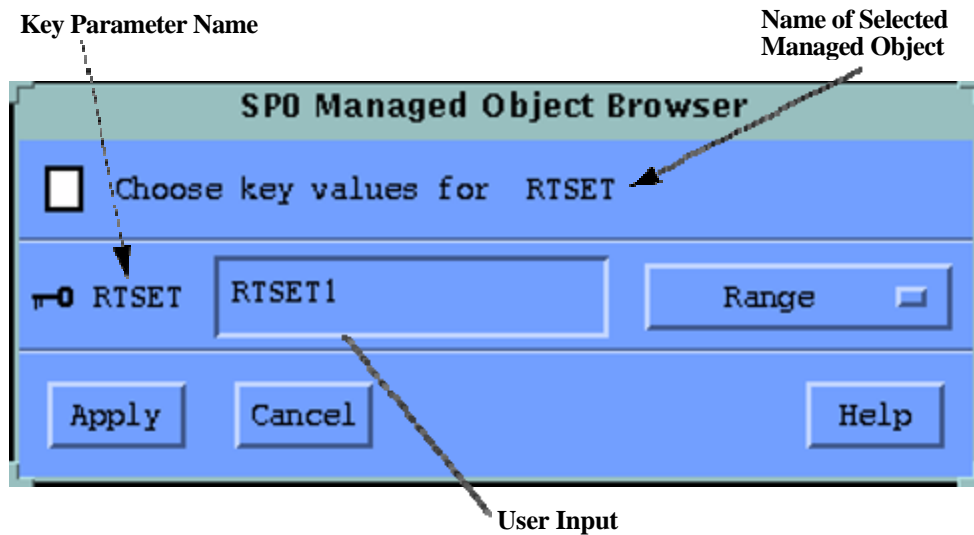 Key Parameter Name
Name of Selected
Managed Object
SPO Managed Object Browser
Choose key values for RTSET
RTSET RTSET1 Range
Apply Cancel Help
User Input